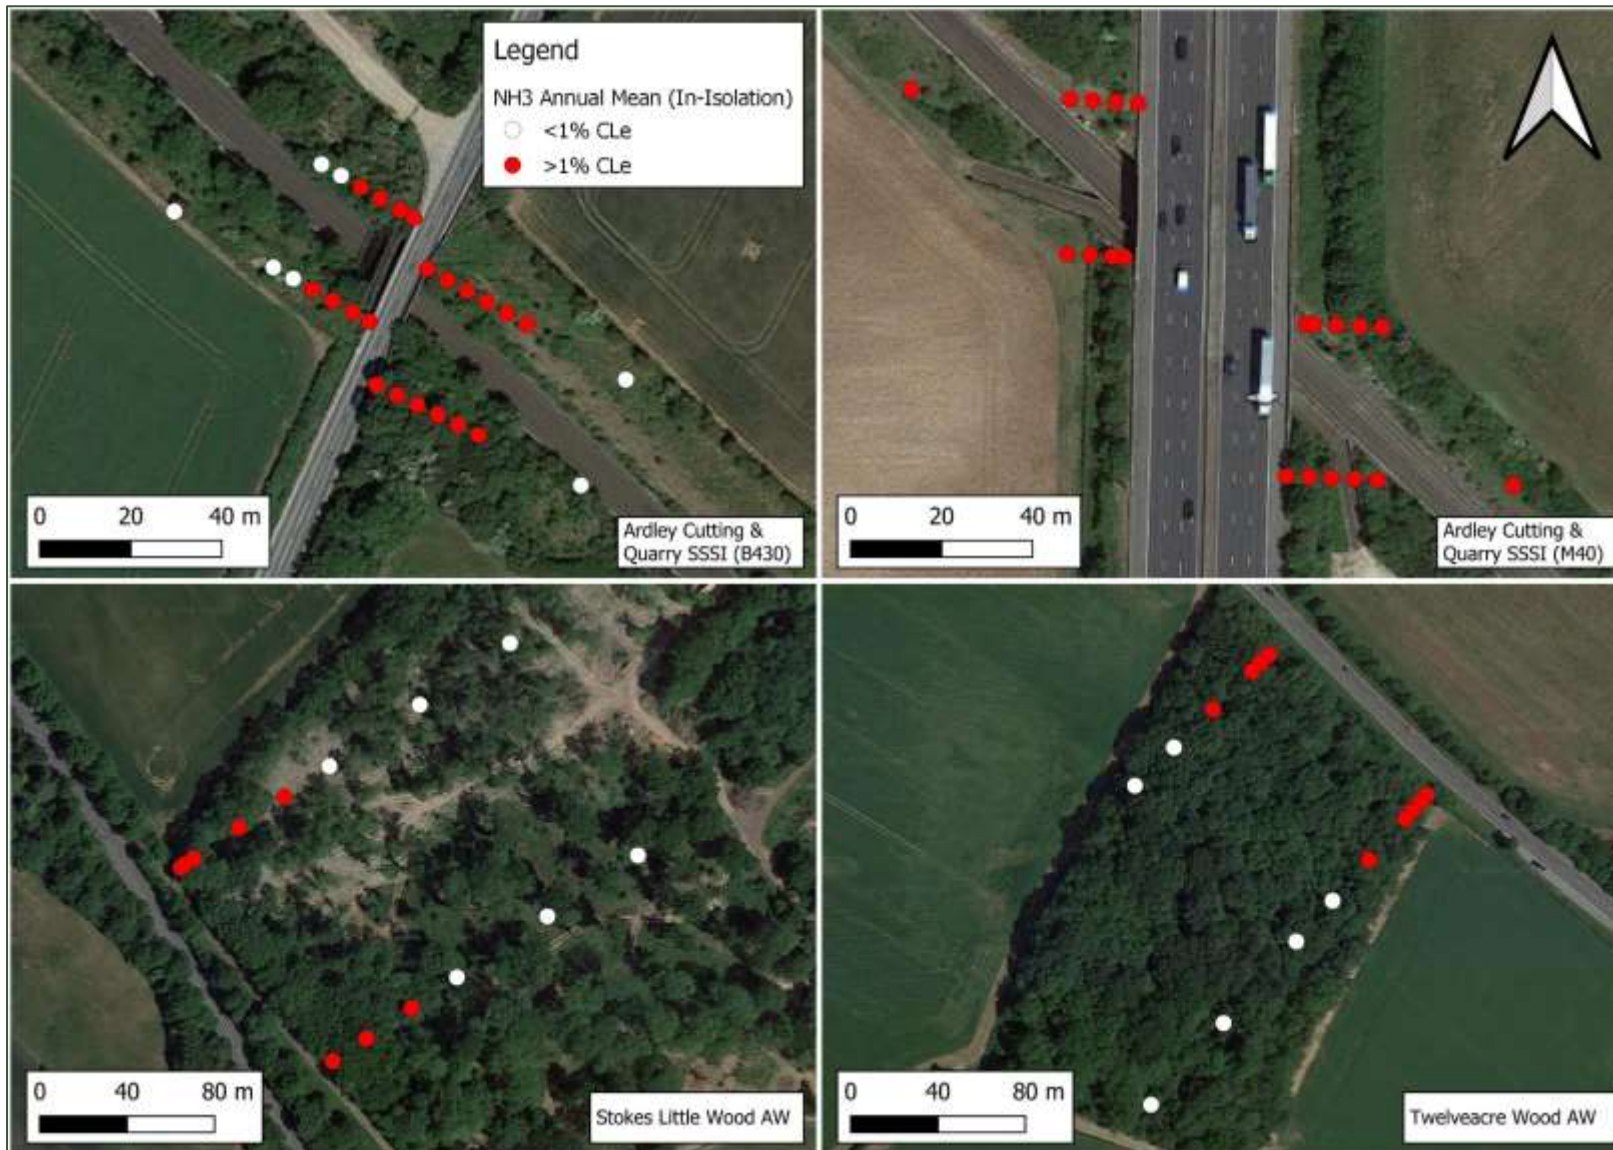 Legend
NH3 Annual Mean (In-Isolation)
<1% CLe
>1% CLe
0 20 40 m
Ardley Cutting &
Quarry SSSI (B430)
0 20 40 m
Ardley Cutting &
Quarry SSSI (M40)
0 40 80 m
Stokes Little Wood AW
0 40 80 m
Twelveacre Wood AW